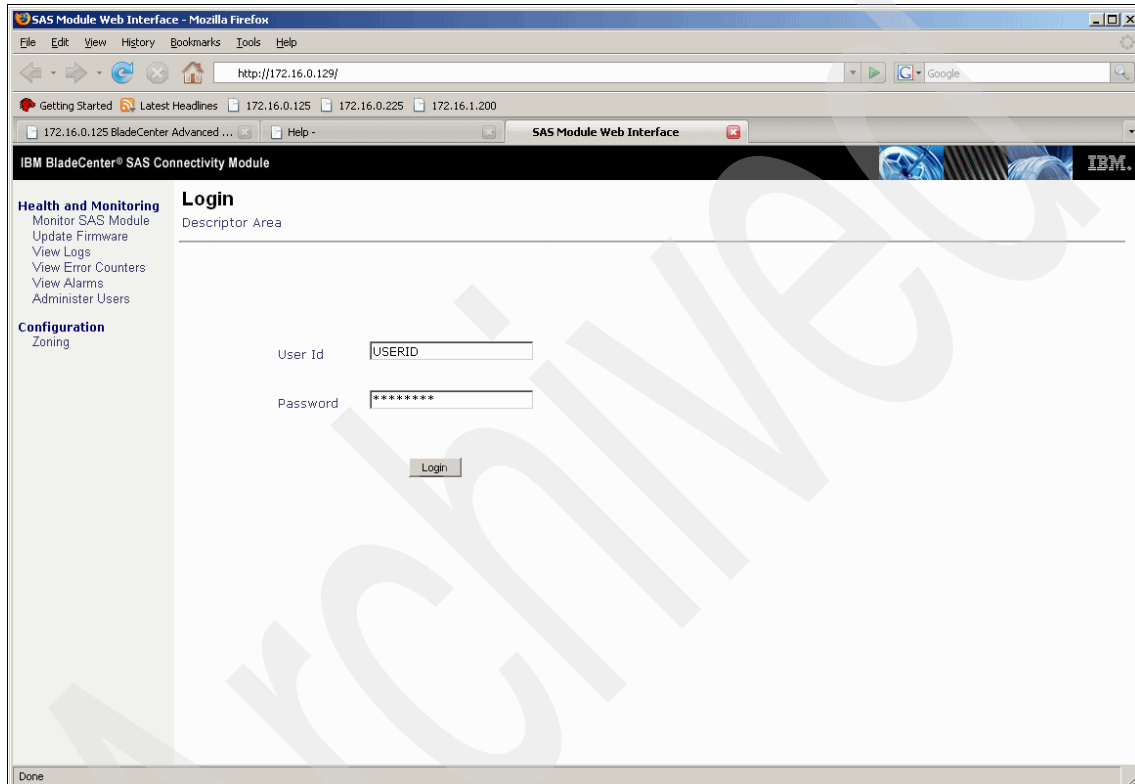 SAS Module Web Interface - Mozilla Firefox
File Edit View History Bookmarks Tools Help
http://172.16.0.129/
Google
Getting Started Latest Headlines 172.16.0.125 172.16.0.225 172.16.1.200
172.16.0.125 BladeCenter Advanced ... Help - SAS Module Web Interface
IBM BladeCenter® SAS Connectivity Module IBM.
Health and Monitoring
Monitor SAS Module
Update Firmware
View Logs
View Error Counters
View Alarms
Administer Users
Configuration
Zoning
Login
Descriptor Area
User Id USERID
Password ********
Login
Done
Archived